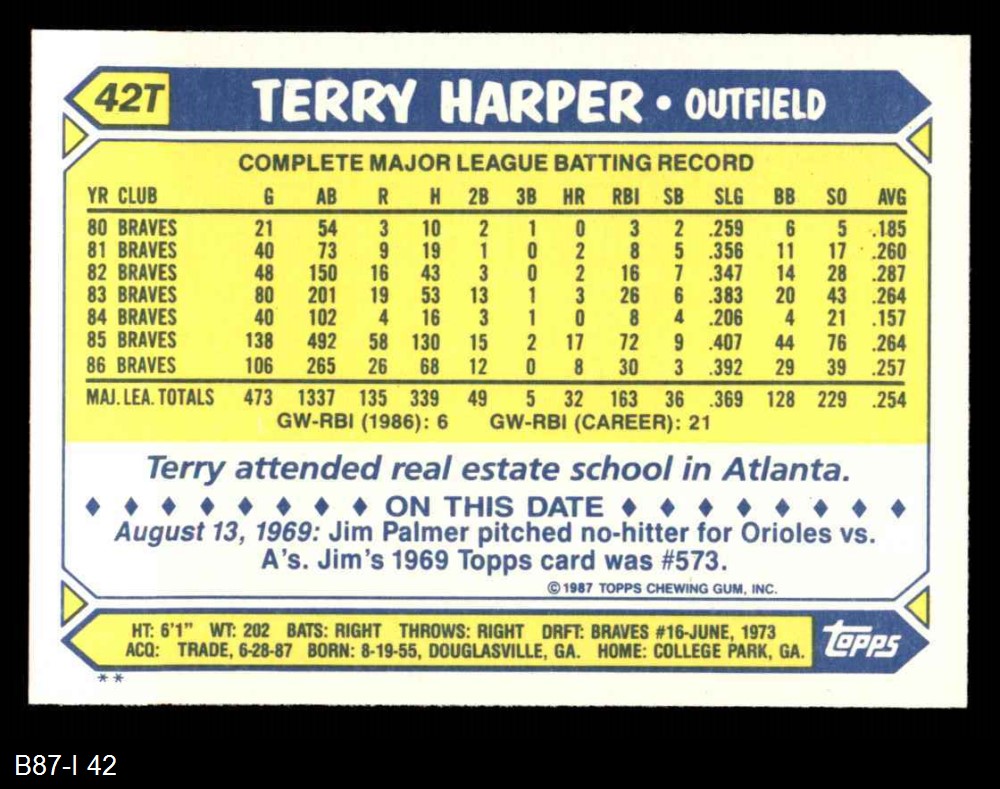 42T TERRY HARPER • OUTFIELD
COMPLETE MAJOR LEAGUE BATTING RECORD
YR CLUB G AB R H 2B 3B HR RBI SB SLG BB SO AVG
80 BRAVES 21 54 3 10 2 1 0 3 2 .259 6 5 .185
81 BRAVES 40 73 9 19 1 0 2 8 5 .356 11 17 .260
82 BRAVES 48 150 16 43 3 0 2 16 7 .347 14 28 .287
83 BRAVES 80 201 19 53 13 1 3 26 6 .383 20 43 .264
84 BRAVES 40 102 4 16 3 1 0 8 4 .206 4 21 .157
85 BRAVES 138 492 58 130 15 2 17 72 9 .407 44 76 .264
86 BRAVES 106 265 26 68 12 0 8 30 3 .392 29 39 .257
MAJ. LEA. TOTALS 473 1337 135 339 49 5 32 163 36 .369 128 229 .254
GW-RBI (1986): 6 GW-RBI (CAREER): 21
Terry attended real estate school in Atlanta.
♦ ♦ ♦ ♦ ♦ ♦ ♦ ♦ ON THIS DATE ♦ ♦ ♦ ♦ ♦ ♦ ♦ ♦
August 13, 1969: Jim Palmer pitched no-hitter for Orioles vs.
A's. Jim's 1969 Topps card was #573.
© 1987 TOPPS CHEWING GUM, INC.
HT: 6'1" WT: 202 BATS: RIGHT THROWS: RIGHT DRFT: BRAVES #16-JUNE, 1973
ACQ: TRADE, 6-28-87 BORN: 8-19-55, DOUGLASVILLE, GA. HOME: COLLEGE PARK, GA.
topps
**
B87-I 42